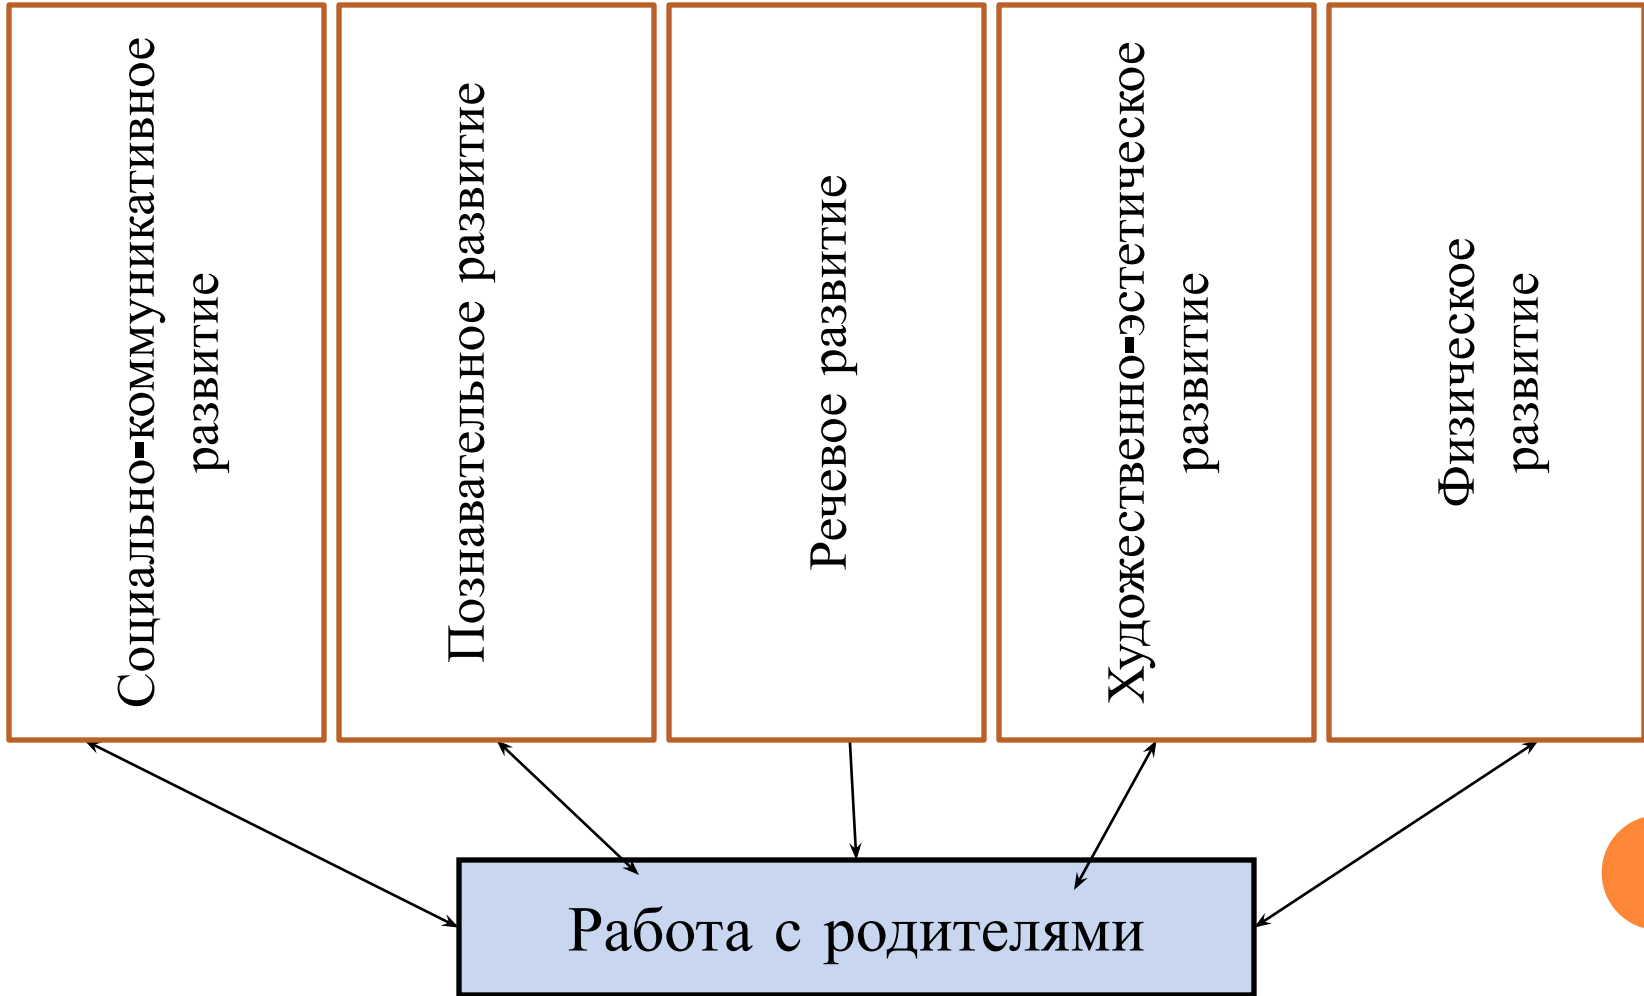 Социально-коммуникативное
развитие
Познавательное развитие
Речевое развитие
Художественно-эстетическое
развитие
Физическое
развитие
Работа с родителями